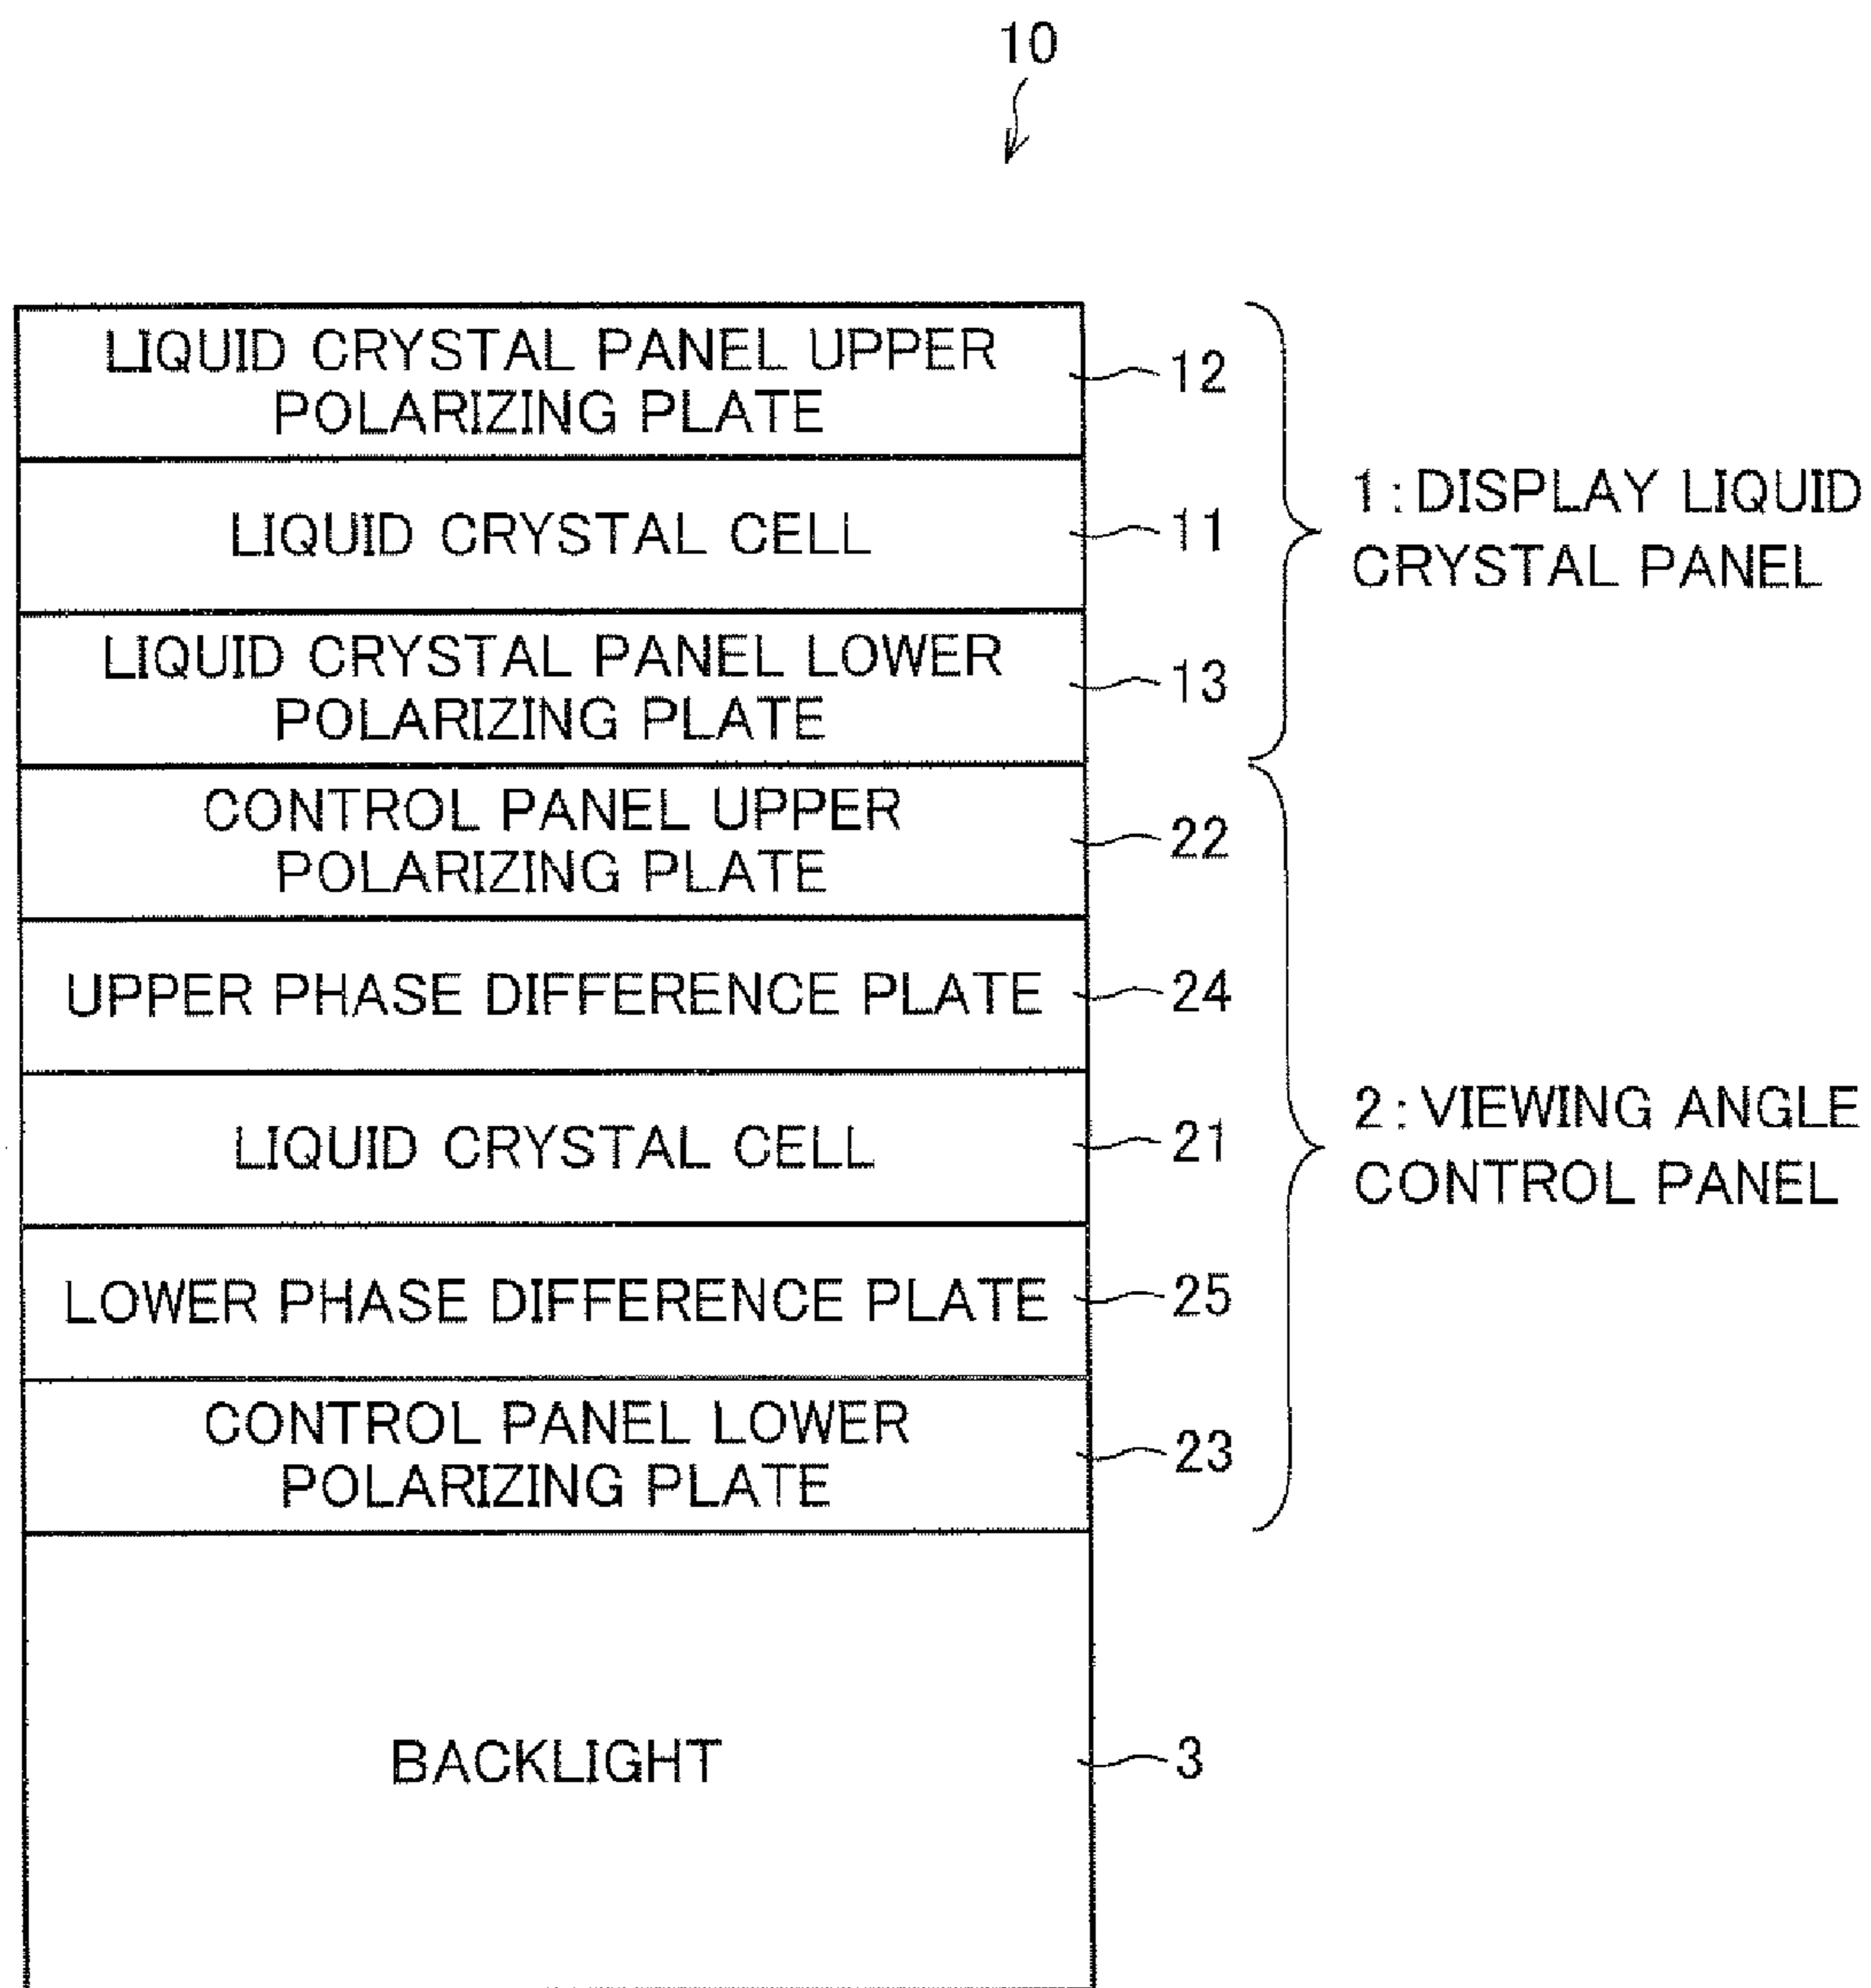 10
LIQUID CRYSTAL PANEL UPPER
POLARIZING PLATE
12
LIQUID CRYSTAL CELL
11
LIQUID CRYSTAL PANEL LOWER
POLARIZING PLATE
13
1:DISPLAY LIQUID
CRYSTAL PANEL
CONTROL PANEL UPPER
POLARIZING PLATE
22
UPPER PHASE DIFFERENCE PLATE
24
LIQUID CRYSTAL CELL
21
LOWER PHASE DIFFERENCE PLATE
25
CONTROL PANEL LOWER
POLARIZING PLATE
23
2:VIEWING ANGLE
CONTROL PANEL
BACKLIGHT
3